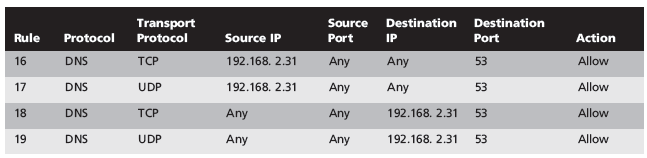 Rule Protocol Transport Protocol Source IP Source Port Destination IP Destination Port Action
16 DNS TCP 192.168. 2.31 Any Any 53 Allow
17 DNS UDP 192.168. 2.31 Any Any 53 Allow
18 DNS TCP Any Any 192.168. 2.31 53 Allow
19 DNS UDP Any Any 192.168. 2.31 53 Allow